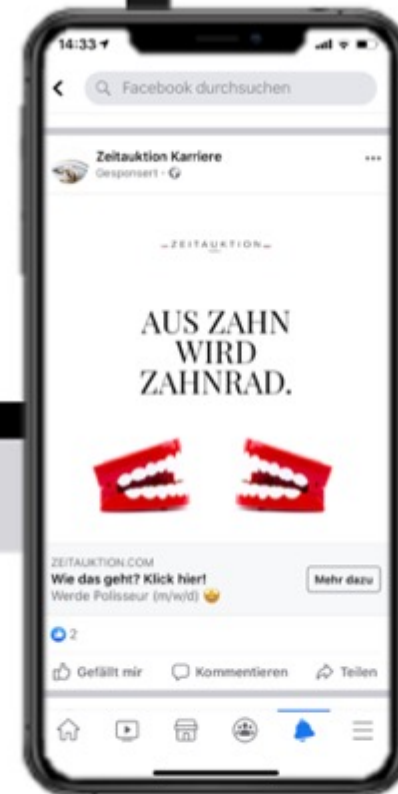 14:33
Facebook durchsuchen
Zeitauktion Karriere
Gesponsert ·
ZEITAUKTION
AUS ZAHN
WIRD
ZAHNRAD.
ZEITAUKTION.COM
Wie das geht? Klick hier!
Mehr dazu
Werde Polisseur (m/w/d) 🤩
2
Gefällt mir
Kommentieren
Teilen